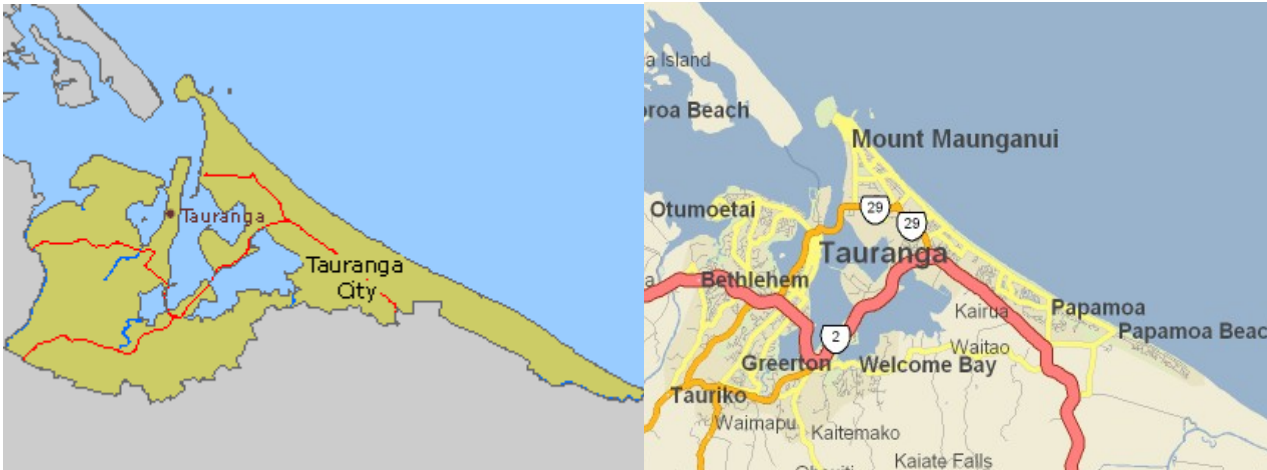 Tauranga
Tauranga
City
Island
Beach
Mount Maunganui
Otumoetai
29
29
Tauranga
Bethlehem
Kairua
Papamoa
Papamoa Beac
2
Waitao
Greerton
Welcome Bay
Tauriko
Waimapu
Kaitemako
Kaiate Falls